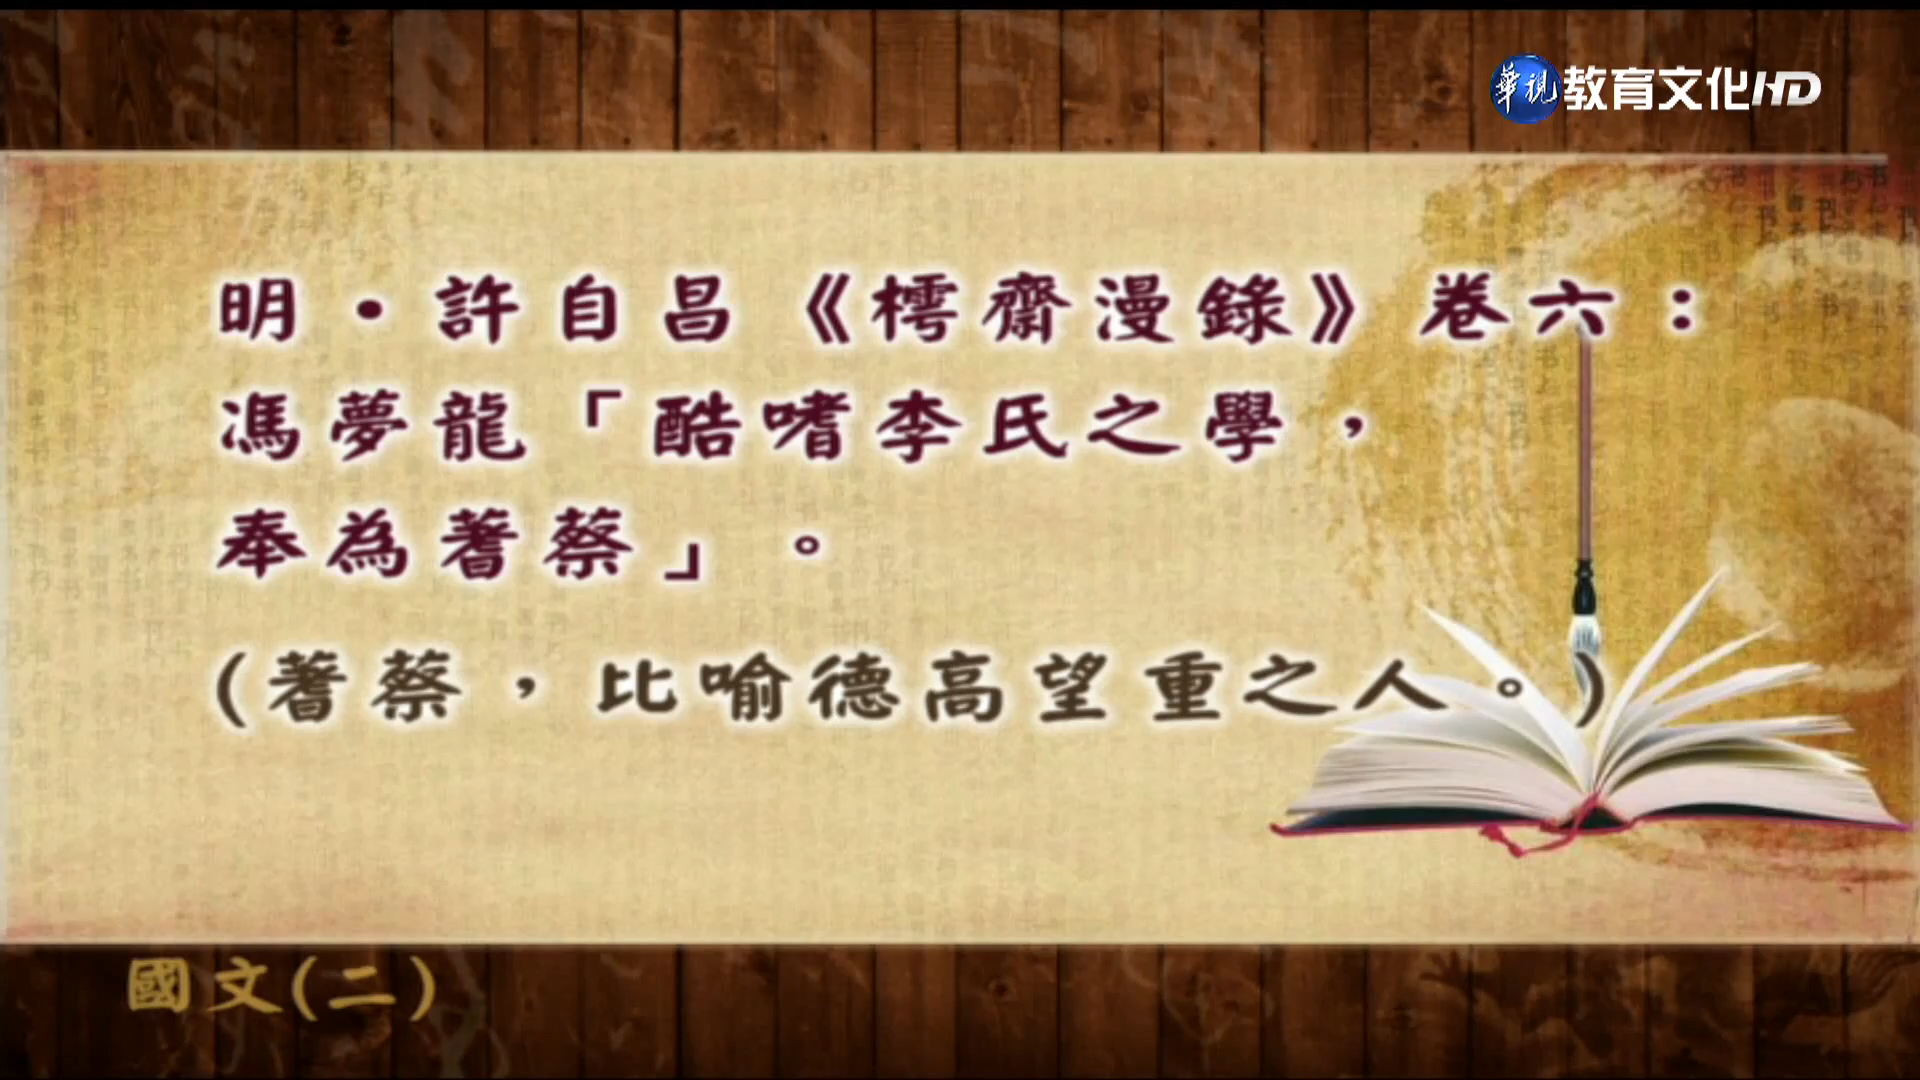 華視 教育文化HD
明・許自昌《樗齋漫錄》卷六：
馮夢龍「酷嗜李氏之學，
奉為蓍蔡」。
(蓍蔡，比喻德高望重之人。)
國文(二)